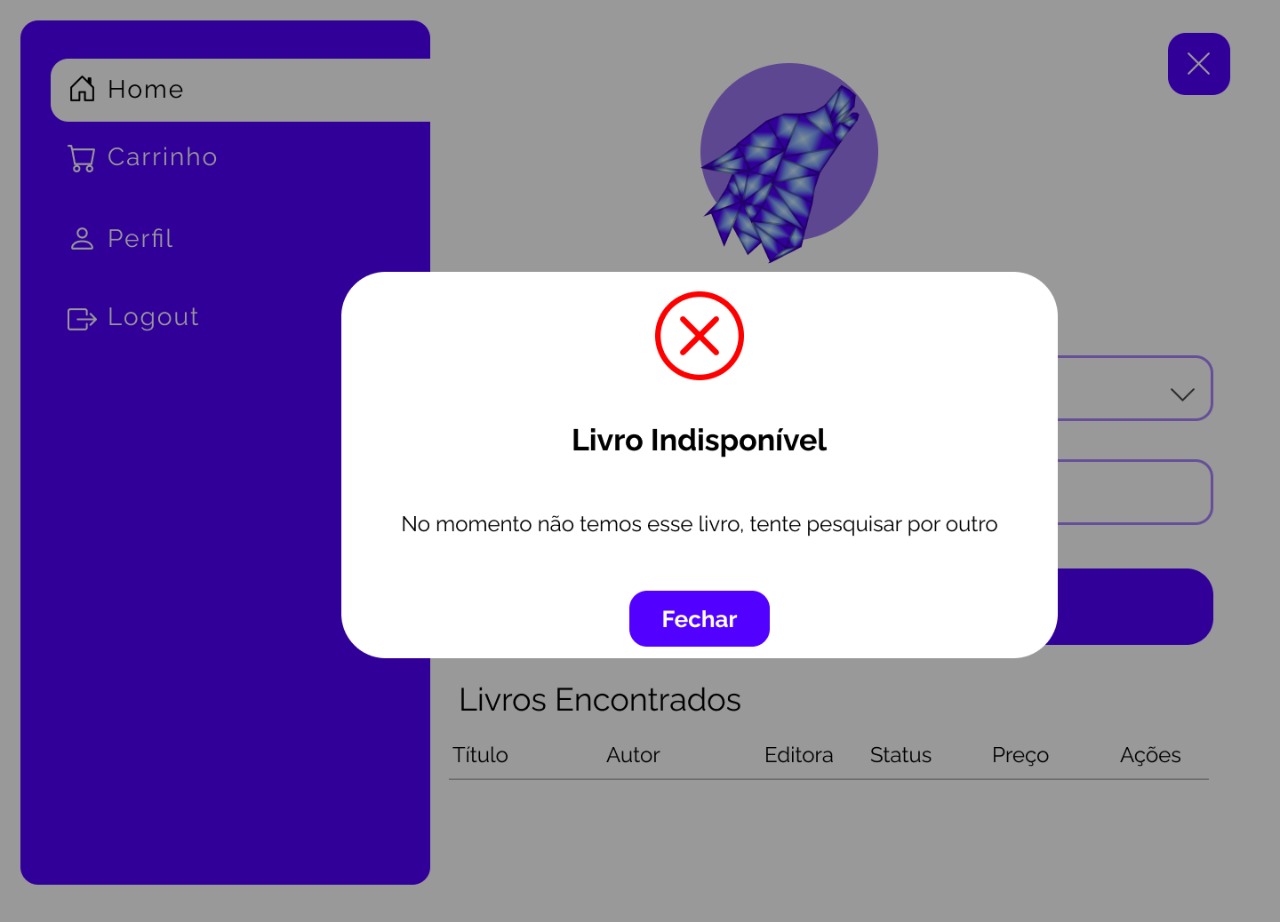 Home
Carrinho
Perfil
Logout
Livro Indisponível
No momento não temos esse livro, tente pesquisar por outro
Fechar
Livros Encontrados
Título Autor Editora Status Preço Ações